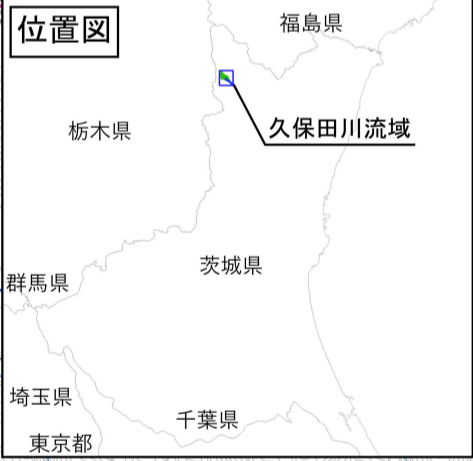 位置図
福島県
久保田川流域
栃木県
茨城県
群馬県
埼玉県
千葉県
東京都